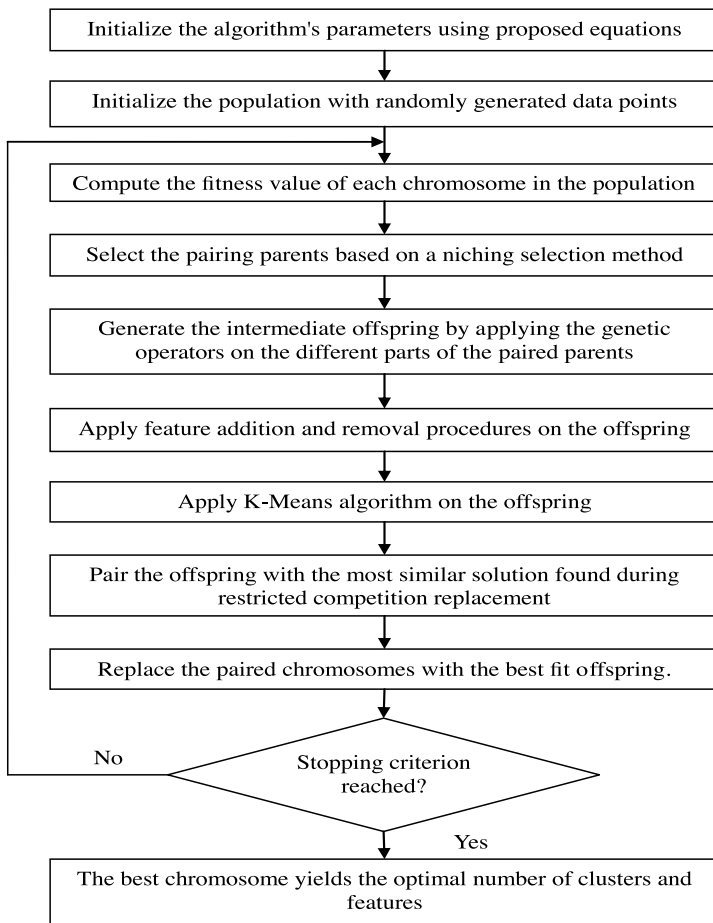 Initialize the algorithm's parameters using proposed equations
Initialize the population with randomly generated data points
Compute the fitness value of each chromosome in the population
Select the pairing parents based on a niching selection method
Generate the intermediate offspring by applying the genetic
operators on the different parts of the paired parents
Apply feature addition and removal procedures on the offspring
Apply K-Means algorithm on the offspring
Pair the offspring with the most similar solution found during
restricted competition replacement
Replace the paired chromosomes with the best fit offspring.
No
Stopping criterion
reached?
Yes
The best chromosome yields the optimal number of clusters and
features